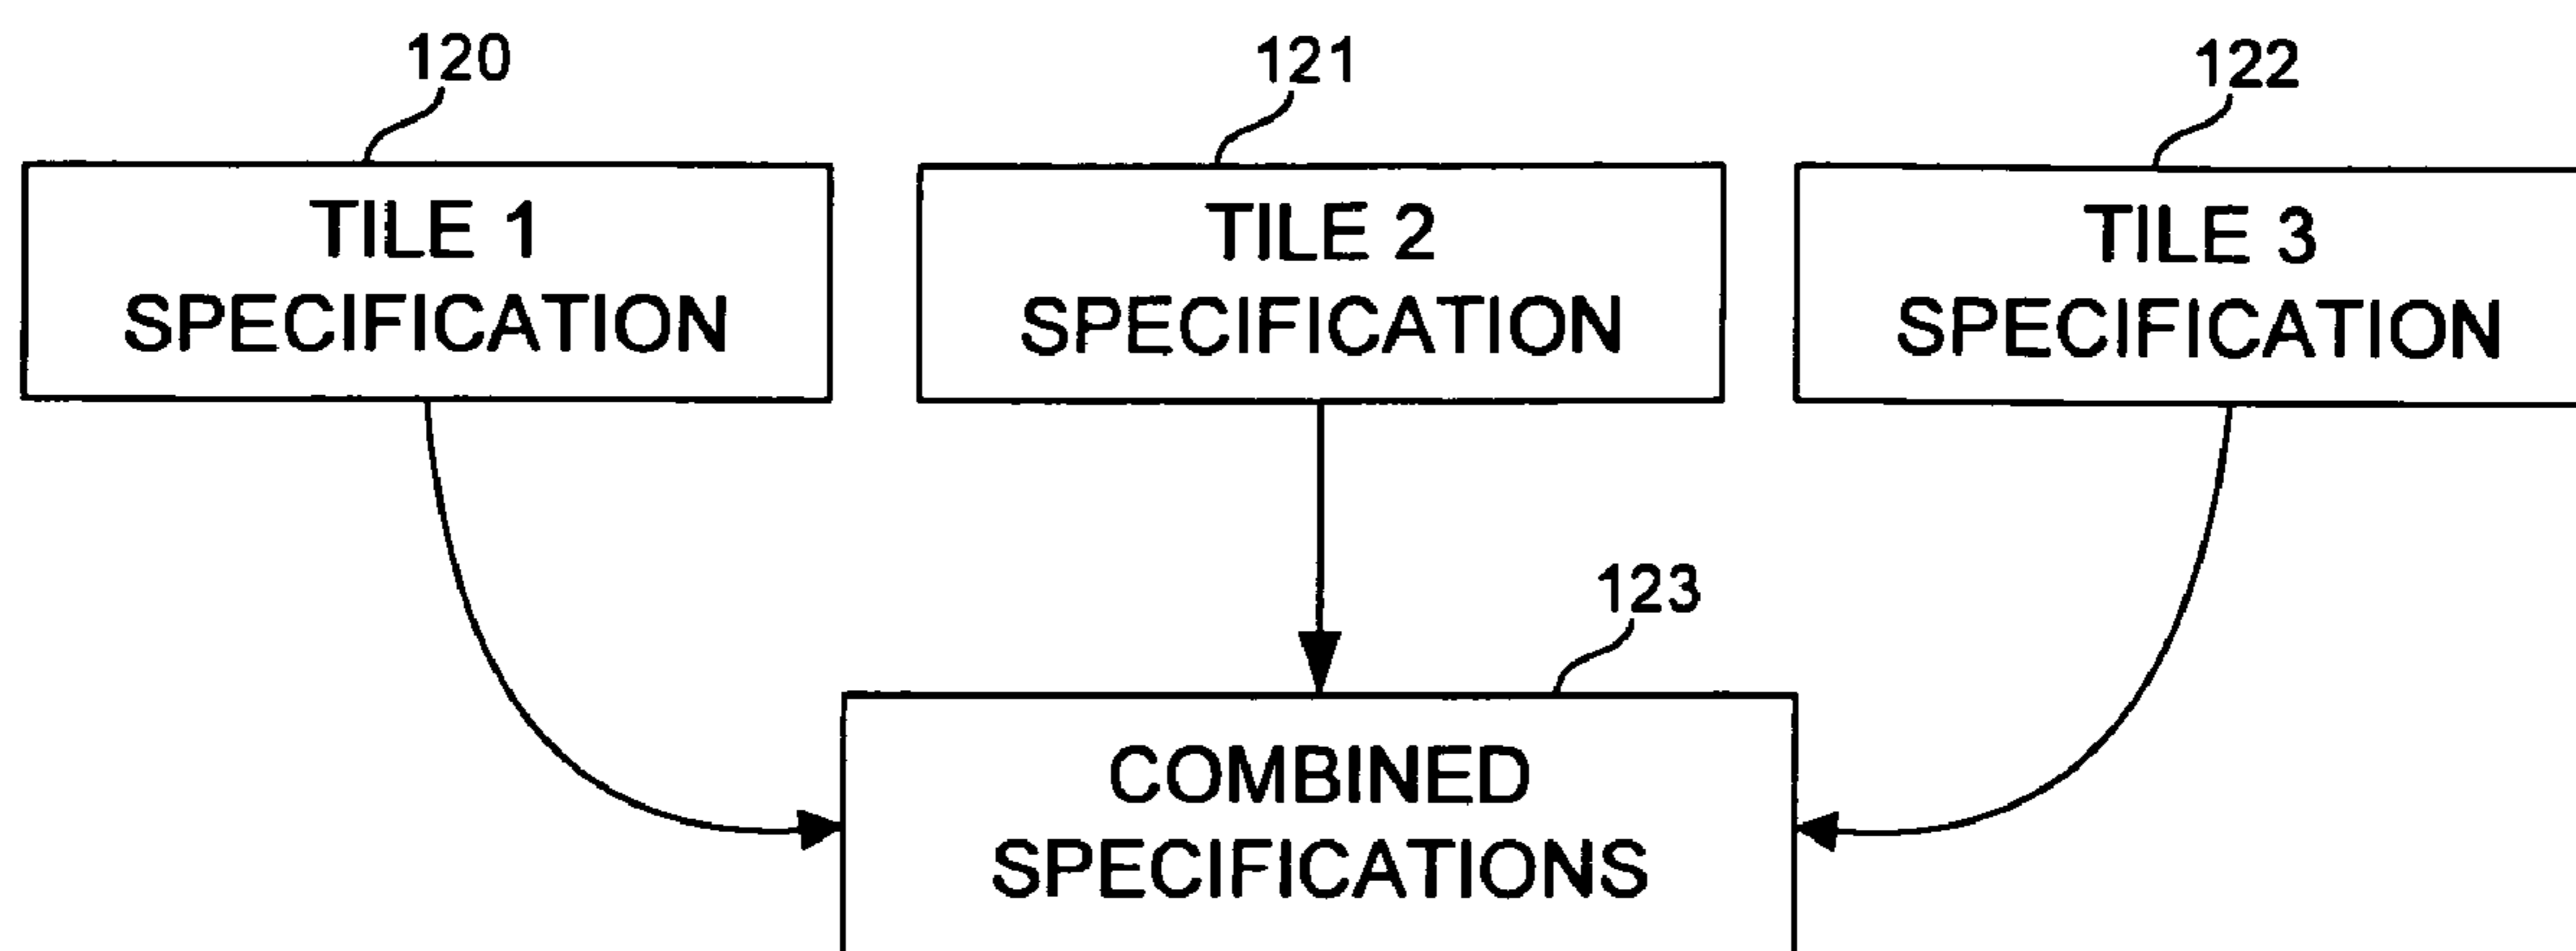 120
121
122
TILE 1
SPECIFICATION
TILE 2
SPECIFICATION
TILE 3
SPECIFICATION
123
COMBINED
SPECIFICATIONS